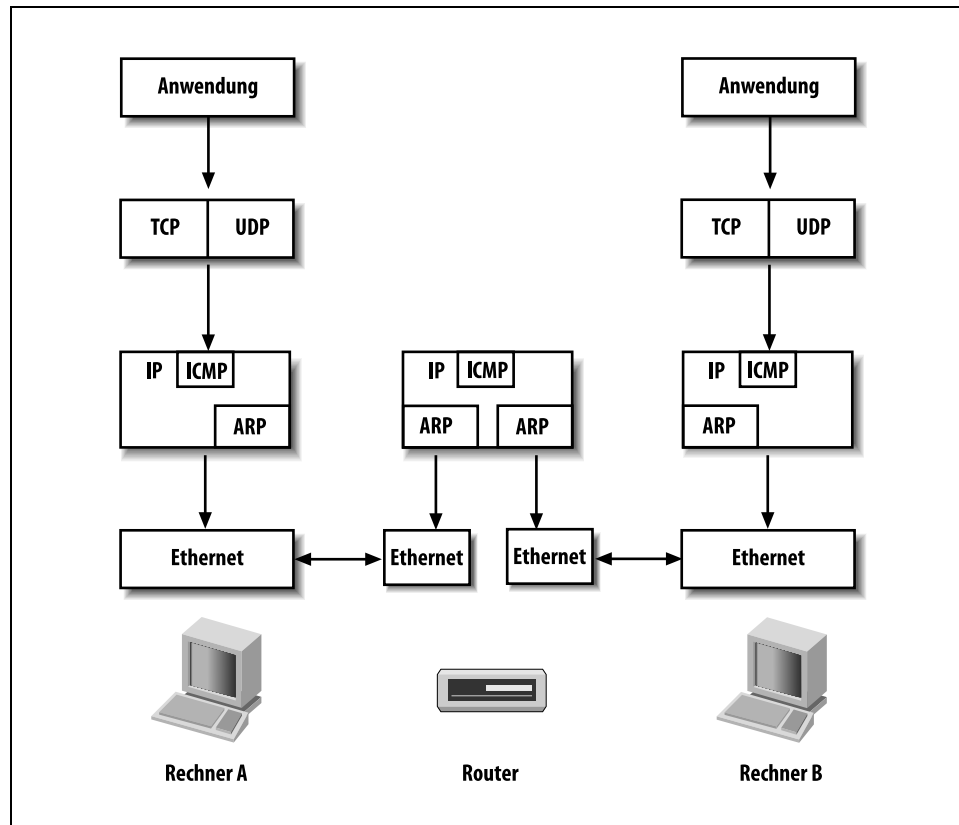 Anwendung Anwendung
TCP UDP TCP UDP
IP ICMP IP ICMP IP ICMP
ARP ARP ARP ARP
Ethernet Ethernet Ethernet Ethernet
Rechner A Router Rechner B